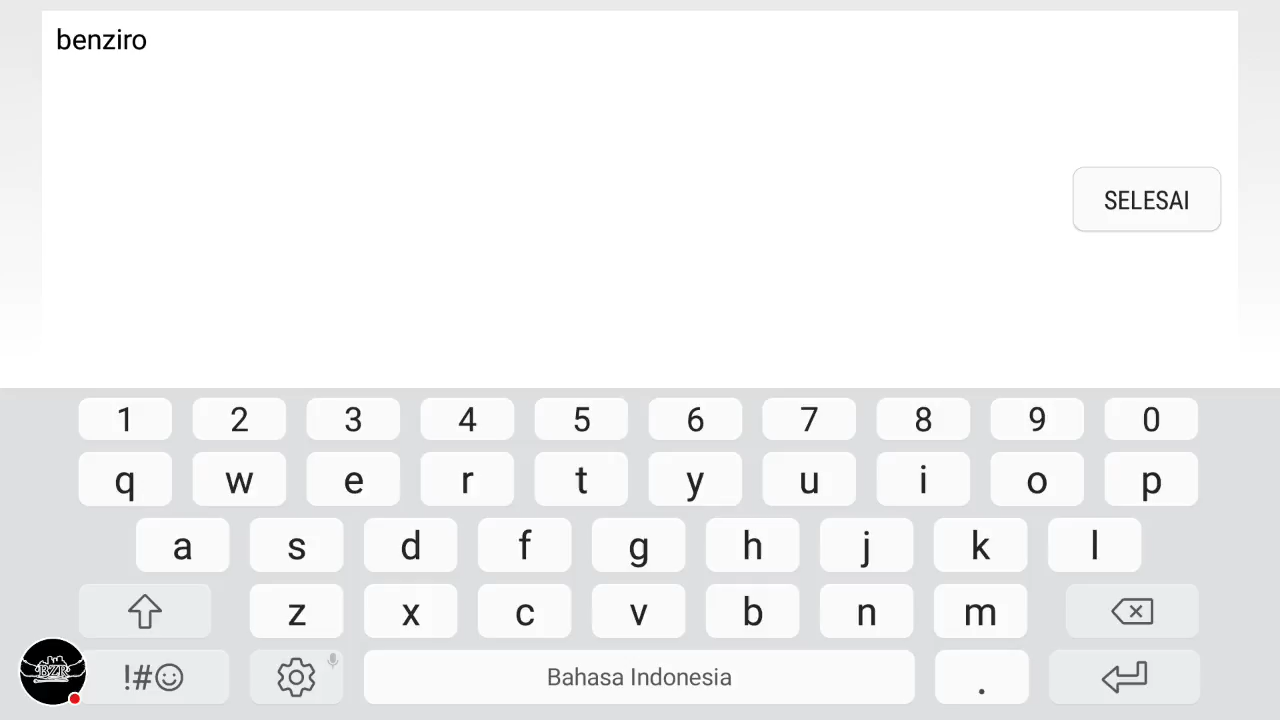 benziro
SELESAI
1 2 3 4 5 6 7 8 9 0
q w e r t y u i o p
a s d f g h j k l
z x c v b n m
BZR !# Bahasa Indonesia .